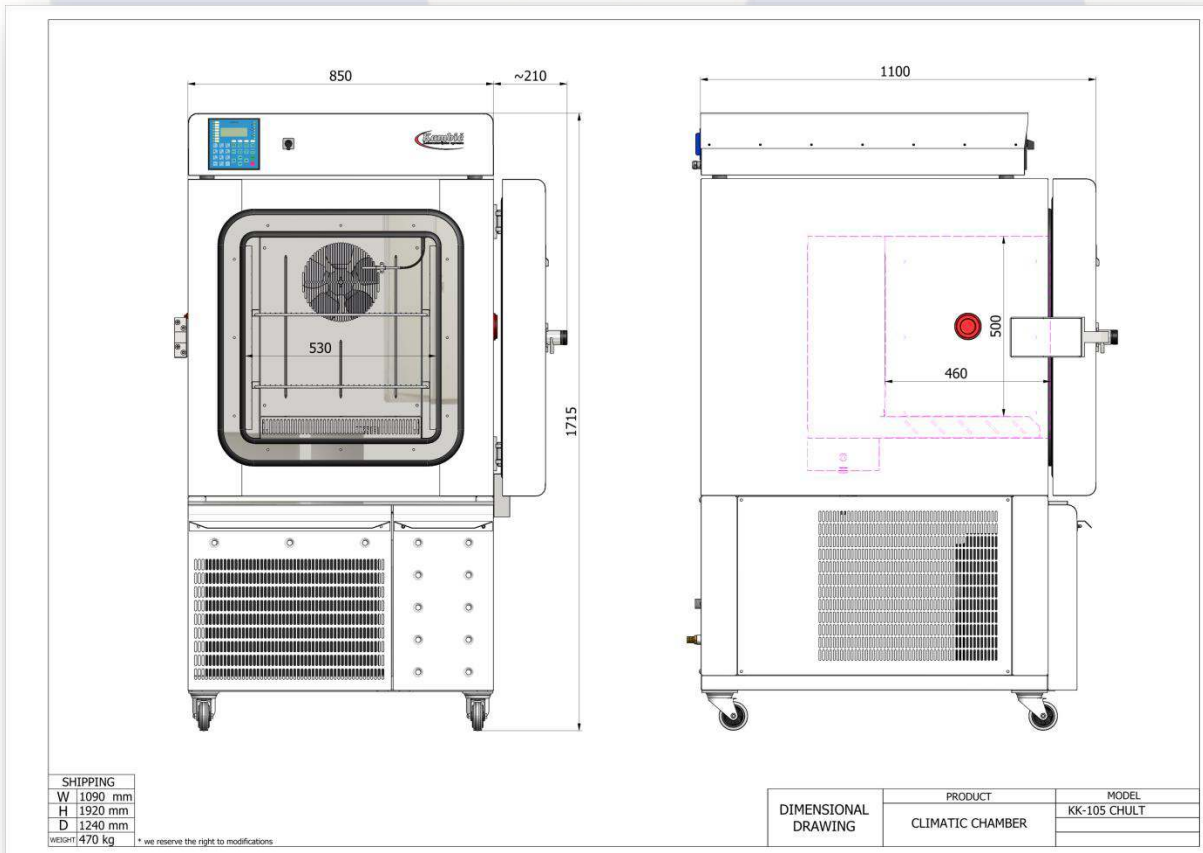 850
~210
1100
Kambič
530
500
460
1715
SHIPPING
W 1090 mm
H 1920 mm
D 1240 mm
WEIGHT 470 kg
* we reserve the right to modifications
DIMENSIONAL
DRAWING
PRODUCT
CLIMATIC CHAMBER
MODEL
KK-105 CHULT